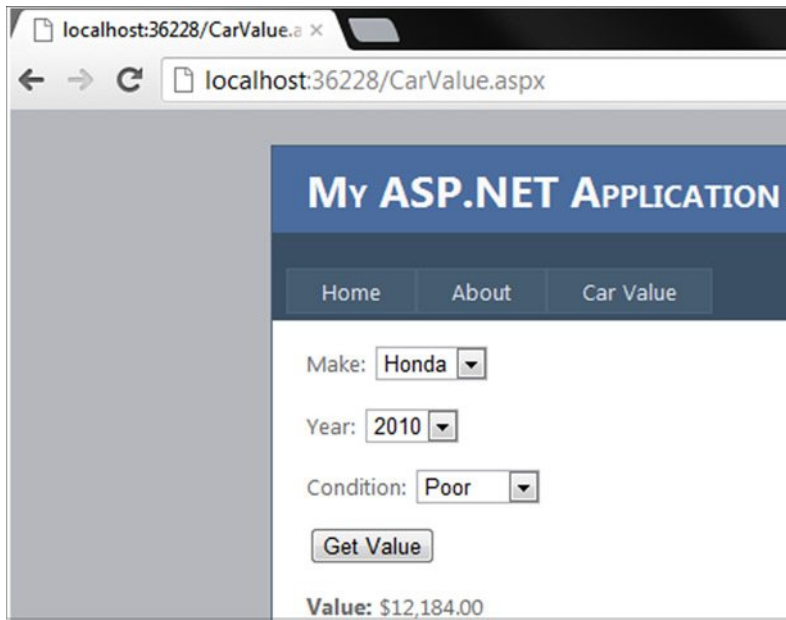 localhost:36228/CarValue.a
localhost:36228/CarValue.aspx
My ASP.NET Application
Home About Car Value
Make: Honda
Year: 2010
Condition: Poor
Get Value
Value: $12,184.00